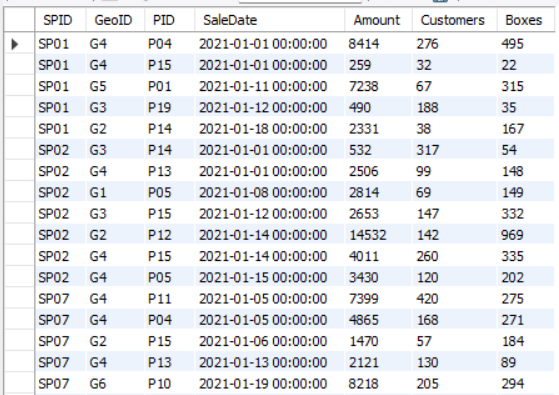 SPID GeoID PID SaleDate Amount Customers Boxes
SP01 G4 P04 2021-01-01 00:00:00 8414 276 495
SP01 G4 P15 2021-01-01 00:00:00 259 32 22
SP01 G5 P01 2021-01-11 00:00:00 7238 67 315
SP01 G3 P19 2021-01-12 00:00:00 490 188 35
SP01 G2 P14 2021-01-18 00:00:00 2331 38 167
SP02 G3 P14 2021-01-01 00:00:00 532 317 54
SP02 G4 P13 2021-01-01 00:00:00 2506 99 148
SP02 G1 P05 2021-01-08 00:00:00 2814 69 149
SP02 G3 P15 2021-01-12 00:00:00 2653 147 332
SP02 G2 P12 2021-01-14 00:00:00 14532 142 969
SP02 G4 P15 2021-01-14 00:00:00 4011 260 335
SP02 G4 P05 2021-01-15 00:00:00 3430 120 202
SP07 G4 P11 2021-01-05 00:00:00 7399 420 275
SP07 G4 P04 2021-01-05 00:00:00 4865 168 271
SP07 G2 P15 2021-01-06 00:00:00 1470 57 184
SP07 G4 P13 2021-01-13 00:00:00 2121 130 89
SP07 G6 P10 2021-01-19 00:00:00 8218 205 294